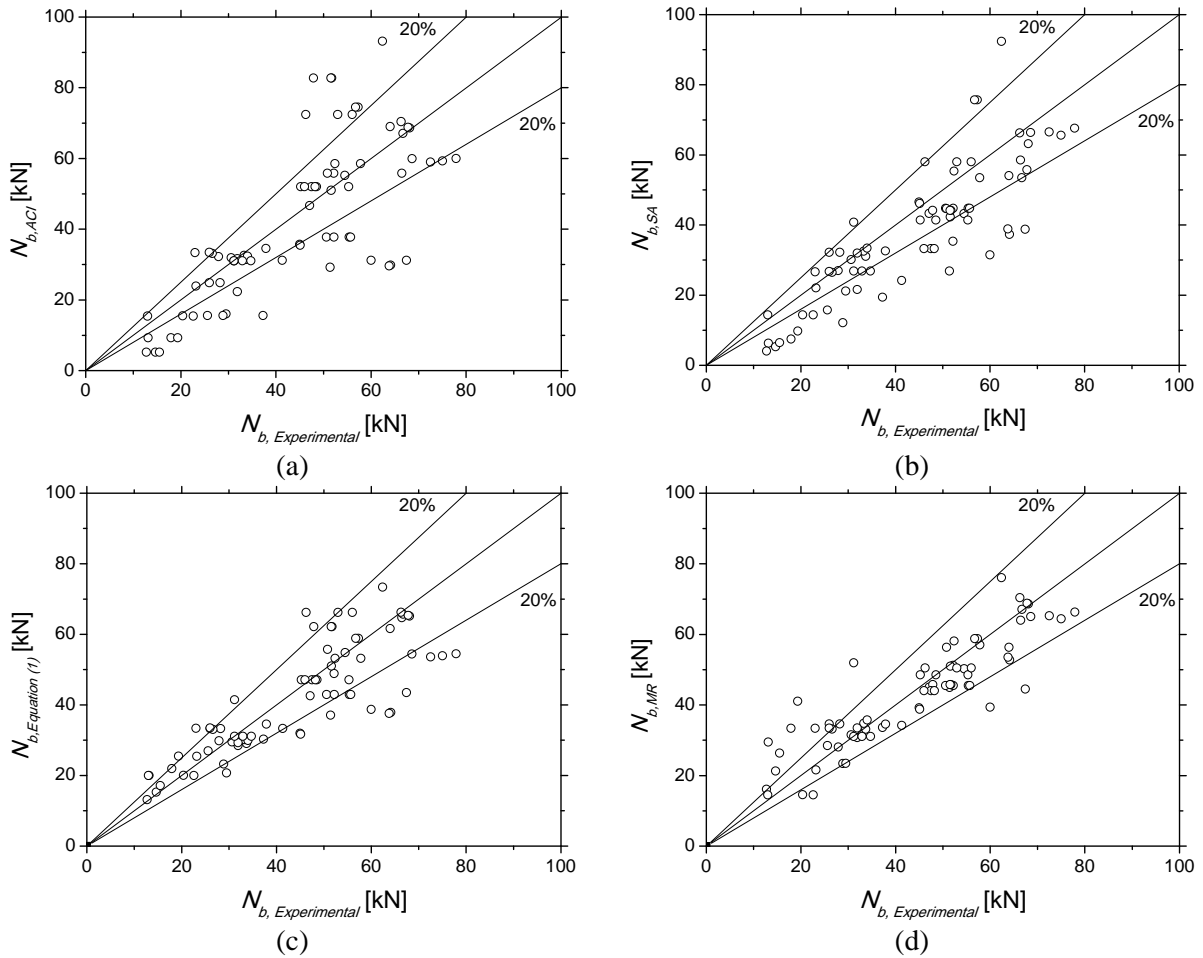 100
80
60
40
20
0
20%
20%
N_b,ACI [kN]
0 20 40 60 80 100
N_b, Experimental [kN]
(a)
100
80
60
40
20
0
20%
20%
N_b,SA [kN]
0 20 40 60 80 100
N_b, Experimental [kN]
(b)
100
80
60
40
20
0
20%
20%
N_b,Equation (1) [kN]
0 20 40 60 80 100
N_b, Experimental [kN]
(c)
100
80
60
40
20
0
20%
20%
N_b,MR [kN]
0 20 40 60 80 100
N_b, Experimental [kN]
(d)